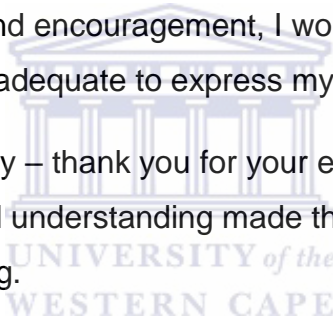 nd encouragement, I wo
adequate to express my
y – thank you for your e
d understanding made th
UNIVERSITY of the
g.
WESTERN CAPE